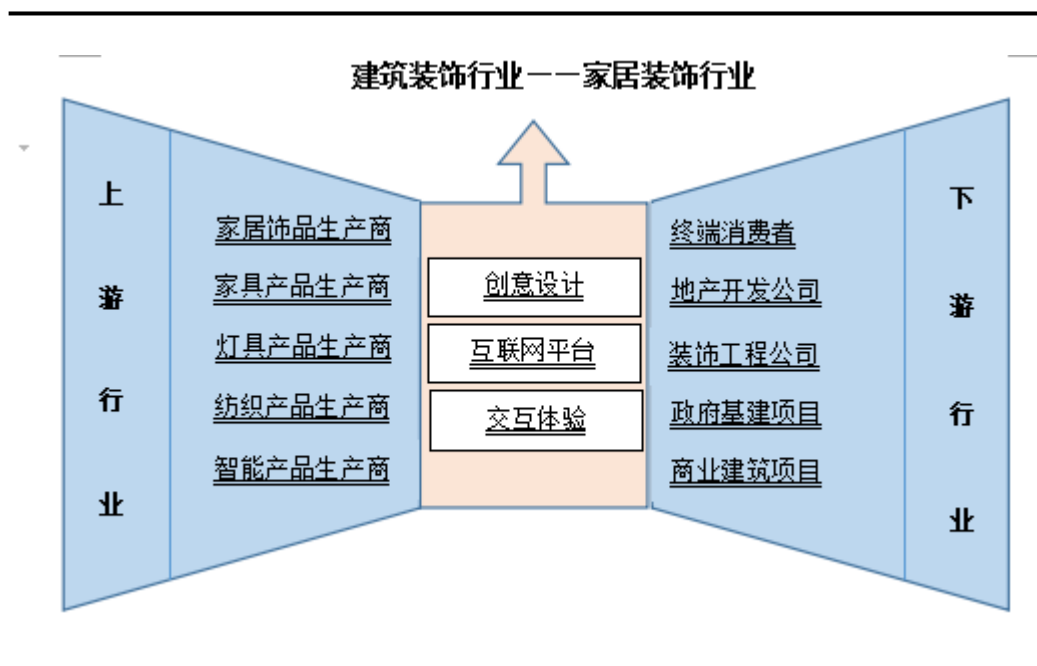 建筑装饰行业——家居装饰行业
上游行业
家居饰品生产商
家具产品生产商
灯具产品生产商
纺织产品生产商
智能产品生产商
创意设计
互联网平台
交互体验
终端消费者
地产开发公司
装饰工程公司
政府基建项目
商业建筑项目
下游行业